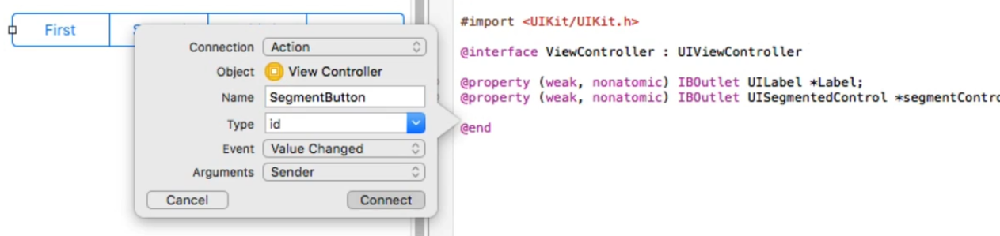 First
Connection Action
Object View Controller
Name SegmentButton
Type id
Event Value Changed
Arguments Sender
Cancel Connect
#import <UIKit/UIKit.h>
@interface ViewController : UIViewController
@property (weak, nonatomic) IBOutlet UILabel *Label;
@property (weak, nonatomic) IBOutlet UISegmentedControl *segmentContro
@end